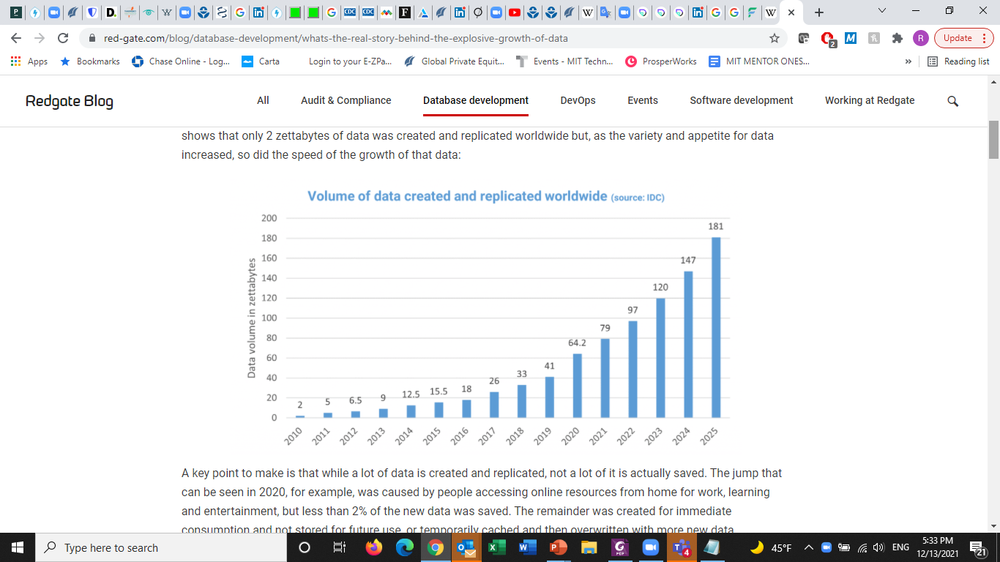 red-gate.com/blog/database-development/whats-the-real-story-behind-the-explosive-growth-of-data
2
R
Update
Apps
Bookmarks
Chase Online - Log...
Carta
Login to your E-ZPa...
Global Private Equit...
Events - MIT Techn...
ProsperWorks
MIT MENTOR ONES...
»
Reading list
Redgate Blog
All
Audit & Compliance
Database development
DevOps
Events
Software development
Working at Redgate
shows that only 2 zettabytes of data was created and replicated worldwide but, as the variety and appetite for data
increased, so did the speed of the growth of that data:
Volume of data created and replicated worldwide (source: IDC)
Data volume in zettabytes
200
180
160
140
120
100
80
60
40
20
0
2
5
6.5
9
12.5
15.5
18
26
33
41
64.2
79
97
120
147
181
2010
2011
2012
2013
2014
2015
2016
2017
2018
2019
2020
2021
2022
2023
2024
2025
A key point to make is that while a lot of data is created and replicated, not a lot of it is actually saved. The jump that
can be seen in 2020, for example, was caused by people accessing online resources from home for work, learning
and entertainment, but less than 2% of the new data was saved. The remainder was created for immediate
consumption and not stored for future use, or temporarily cached and then overwritten with more new data.
Type here to search
4
45°F
ENG
5:33 PM
12/13/2021
21